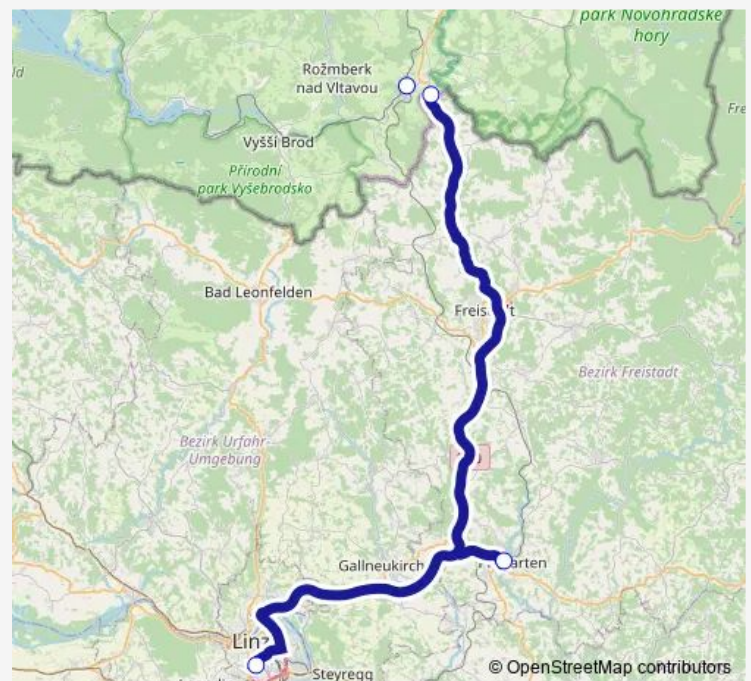 park Novohradské
hory
Rožmberk
nad Vltavou
Vyšší Brod
Přírodní
park Vyšebrodsko
Bad Leonfelden
Bezirk Freistadt
Bezirk Urfahr-
Umgebung
Gallneukirch
Linz
Steyregg
© OpenStreetMap contributors